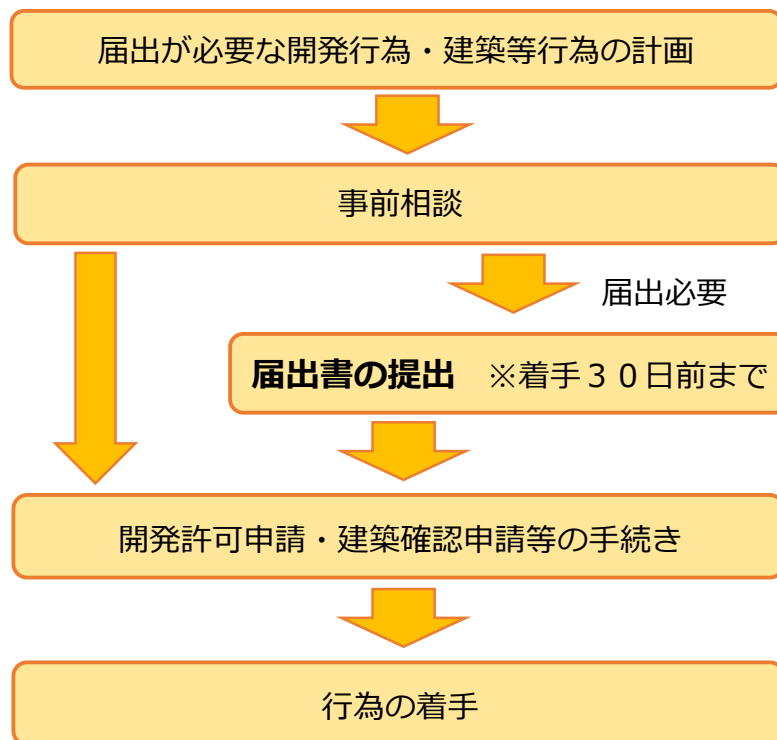 届出が必要な開発行為・建築等行為の計画
事前相談
届出必要
届出書の提出　※着手３０日前まで
開発許可申請・建築確認申請等の手続き
行為の着手